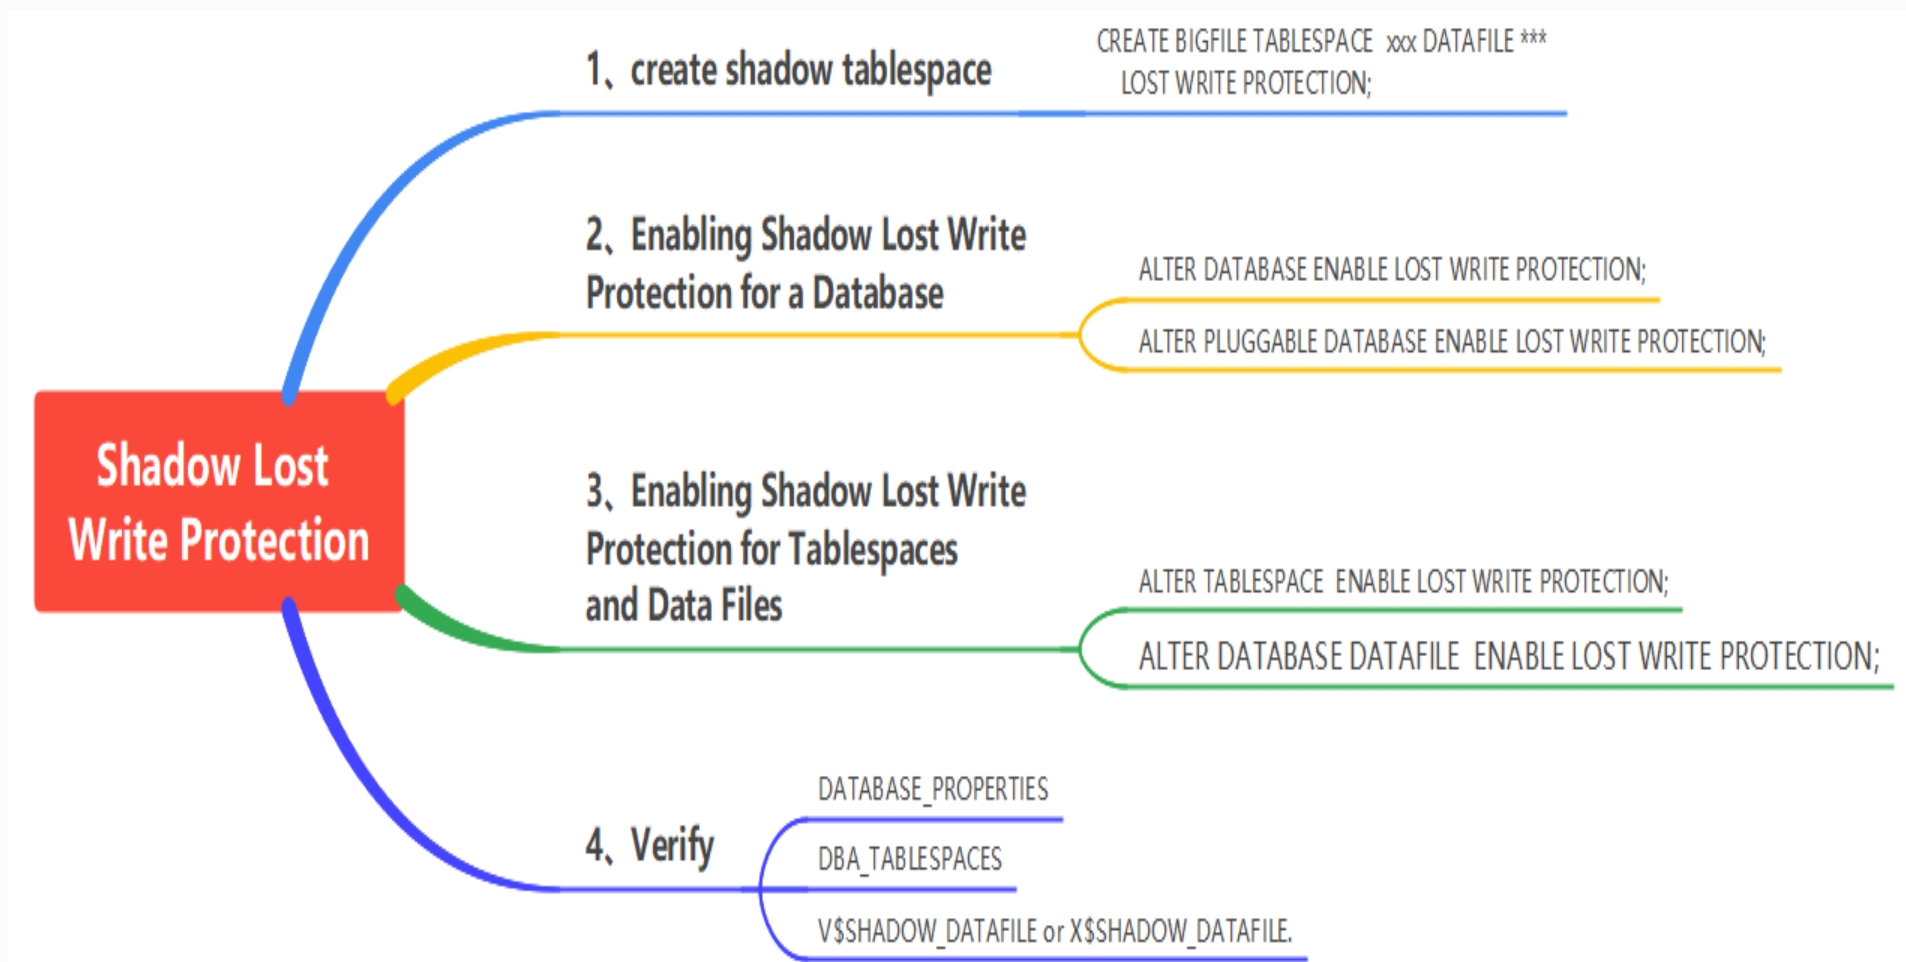 Shadow Lost
Write Protection
1、create shadow tablespace
CREATE BIGFILE TABLESPACE  xxx DATAFILE ***
LOST WRITE PROTECTION;
2、Enabling Shadow Lost Write
Protection for a Database
ALTER DATABASE ENABLE LOST WRITE PROTECTION;
ALTER PLUGGABLE DATABASE ENABLE LOST WRITE PROTECTION;
3、Enabling Shadow Lost Write
Protection for Tablespaces
and Data Files
ALTER TABLESPACE  ENABLE LOST WRITE PROTECTION;
ALTER DATABASE DATAFILE  ENABLE LOST WRITE PROTECTION;
4、Verify
DATABASE_PROPERTIES
DBA_TABLESPACES
V$SHADOW_DATAFILE or X$SHADOW_DATAFILE.